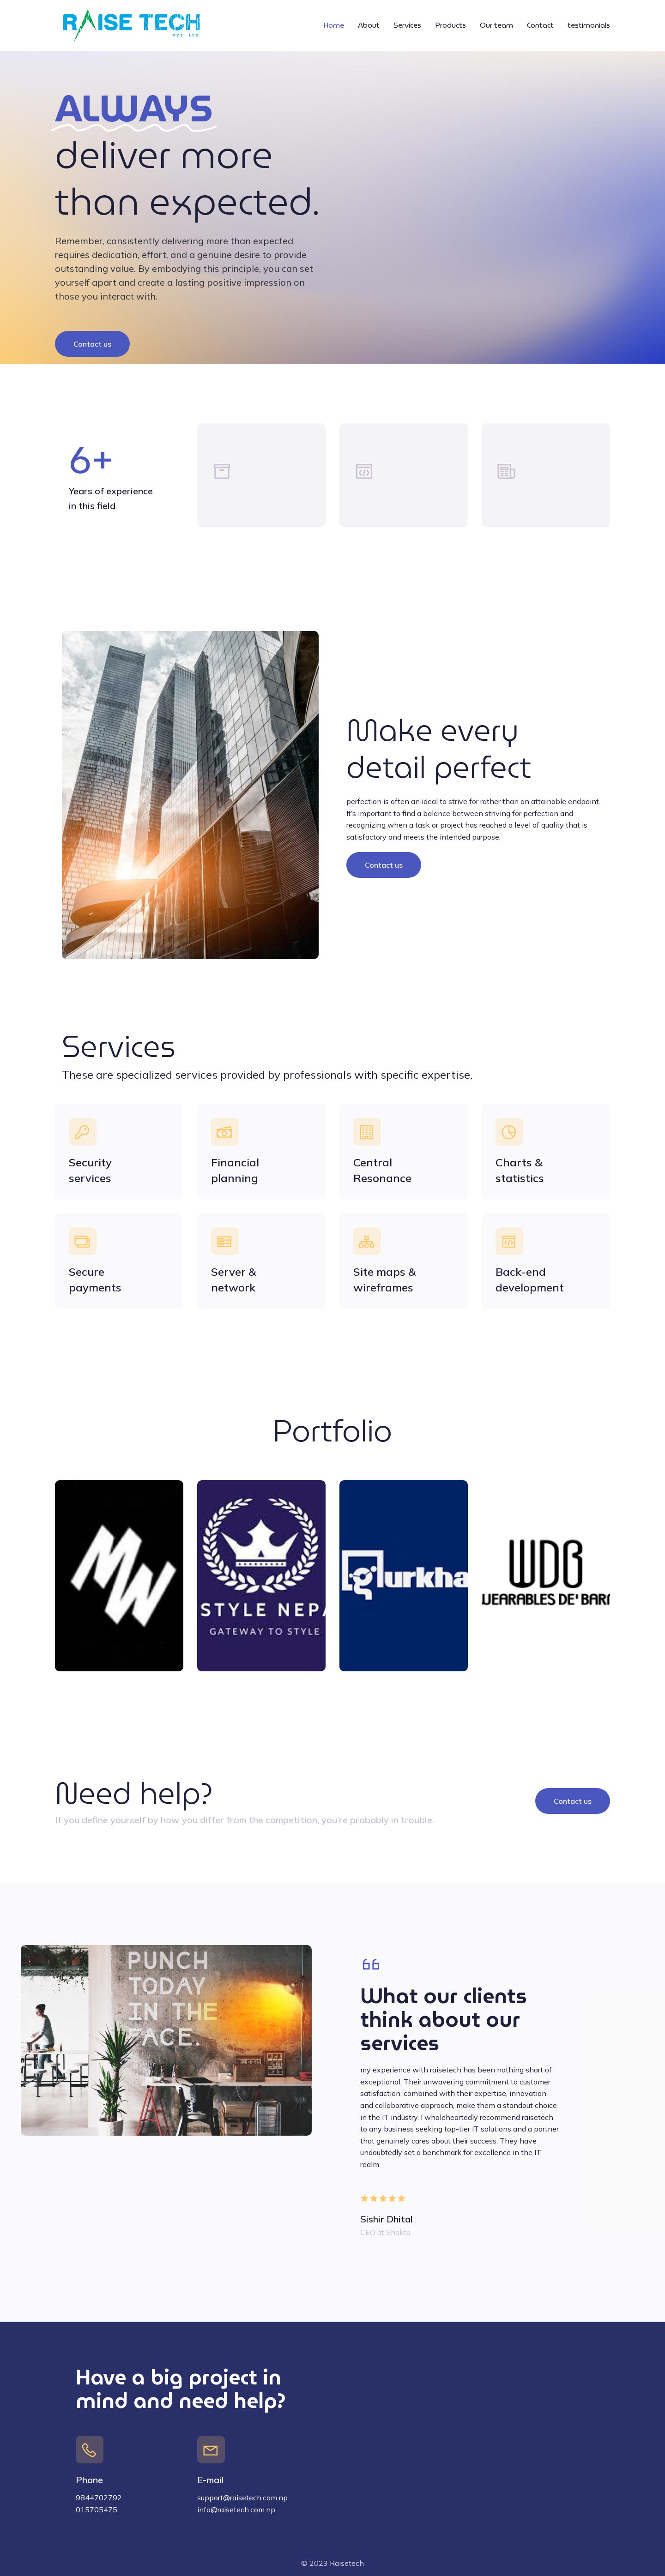 RAISE TECH
PVT LTD
Home About Services Products Our team Contact testimonials
ALWAYS
deliver more
than expected.
Remember, consistently delivering more than expected
requires dedication, effort, and a genuine desire to provide
outstanding value. By embodying this principle, you can set
yourself apart and create a lasting positive impression on
those you interact with.
Contact us
6+
Years of experience
in this field
Make every
detail perfect
perfection is often an ideal to strive for rather than an attainable endpoint.
It's important to find a balance between striving for perfection and
recognizing when a task or project has reached a level of quality that is
satisfactory and meets the intended purpose.
Contact us
Services
These are specialized services provided by professionals with specific expertise.
Security
services
Financial
planning
Central
Resonance
Charts &
statistics
Secure
payments
Server &
network
Site maps &
wireframes
Back-end
development
Portfolio
MW
STYLE NEPA
GATEWAY TO STYLE
gurkha
WDB
WEARABLES DE' BARC
Need help?
If you define yourself by how you differ from the competition, you're probably in trouble.
Contact us
PUNCH
TODAY
IN THE
FACE.
“
What our clients
think about our
services
my experience with raisetech has been nothing short of
exceptional. Their unwavering commitment to customer
satisfaction, combined with their expertise, innovation,
and collaborative approach, make them a standout choice
in the IT industry. I wholeheartedly recommend raisetech
to any business seeking top-tier IT solutions and a partner
that genuinely cares about their success. They have
undoubtedly set a benchmark for excellence in the IT
realm.
Sishir Dhital
CEO at Shakta
Have a big project in
mind and need help?
Phone
9844702792
015705475
E-mail
support@raisetech.com.np
info@raisetech.com.np
© 2023 Raisetech